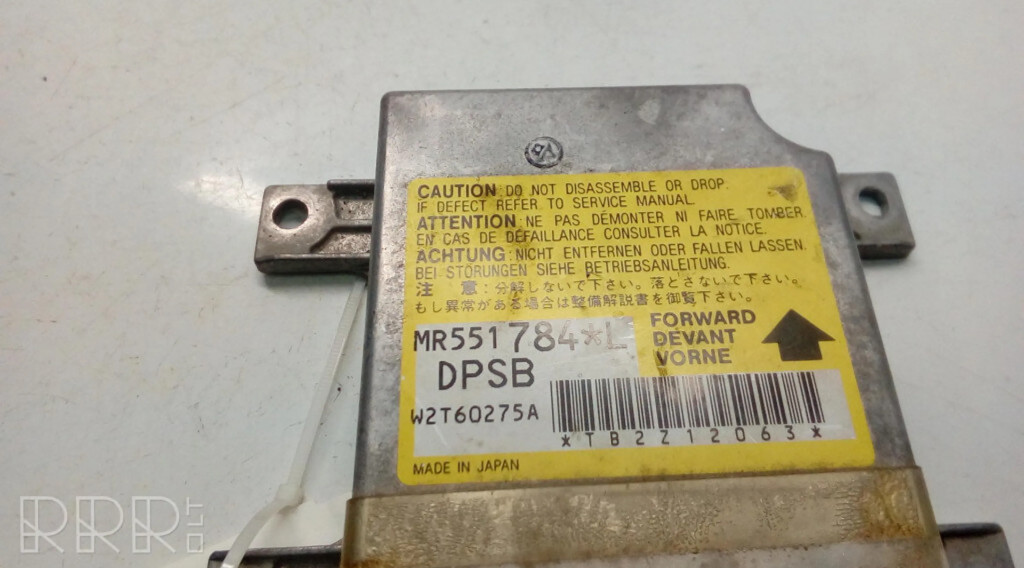 CAUTION: DO NOT DISASSEMBLE OR DROP.
IF DEFECT REFER TO SERVICE MANUAL.
ATTENTION: NE PAS DÉMONTER NI FAIRE TOMBER.
EN CAS DE DÉFAILLANCE CONSULTER LA NOTICE.
ACHTUNG: NICHT ENTFERNEN ODER FALLEN LASSEN.
BEI STÖRUNGEN SIEHE BETRIEBSANLEITUNG.
注 意:分解しないで下さい。落とさないで下さい。
もし異常がある場合は整備解説書を御覧下さい。
MR551784*L
DPSB
W2T60275A
FORWARD
DEVANT
VORNE
*TB2Z12063*
MADE IN JAPAN
RRR.LT